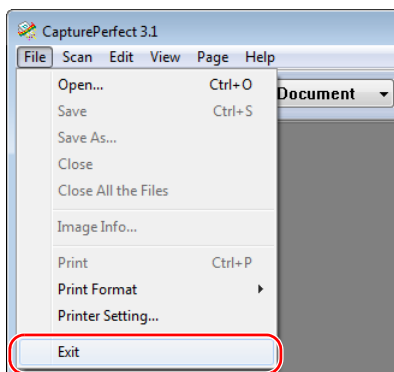 CapturePerfect 3.1
File Scan Edit View Page Help
Open... Ctrl+O
Document
Save Ctrl+S
Save As...
Close
Close All the Files
Image Info...
Print Ctrl+P
Print Format
Printer Setting...
Exit